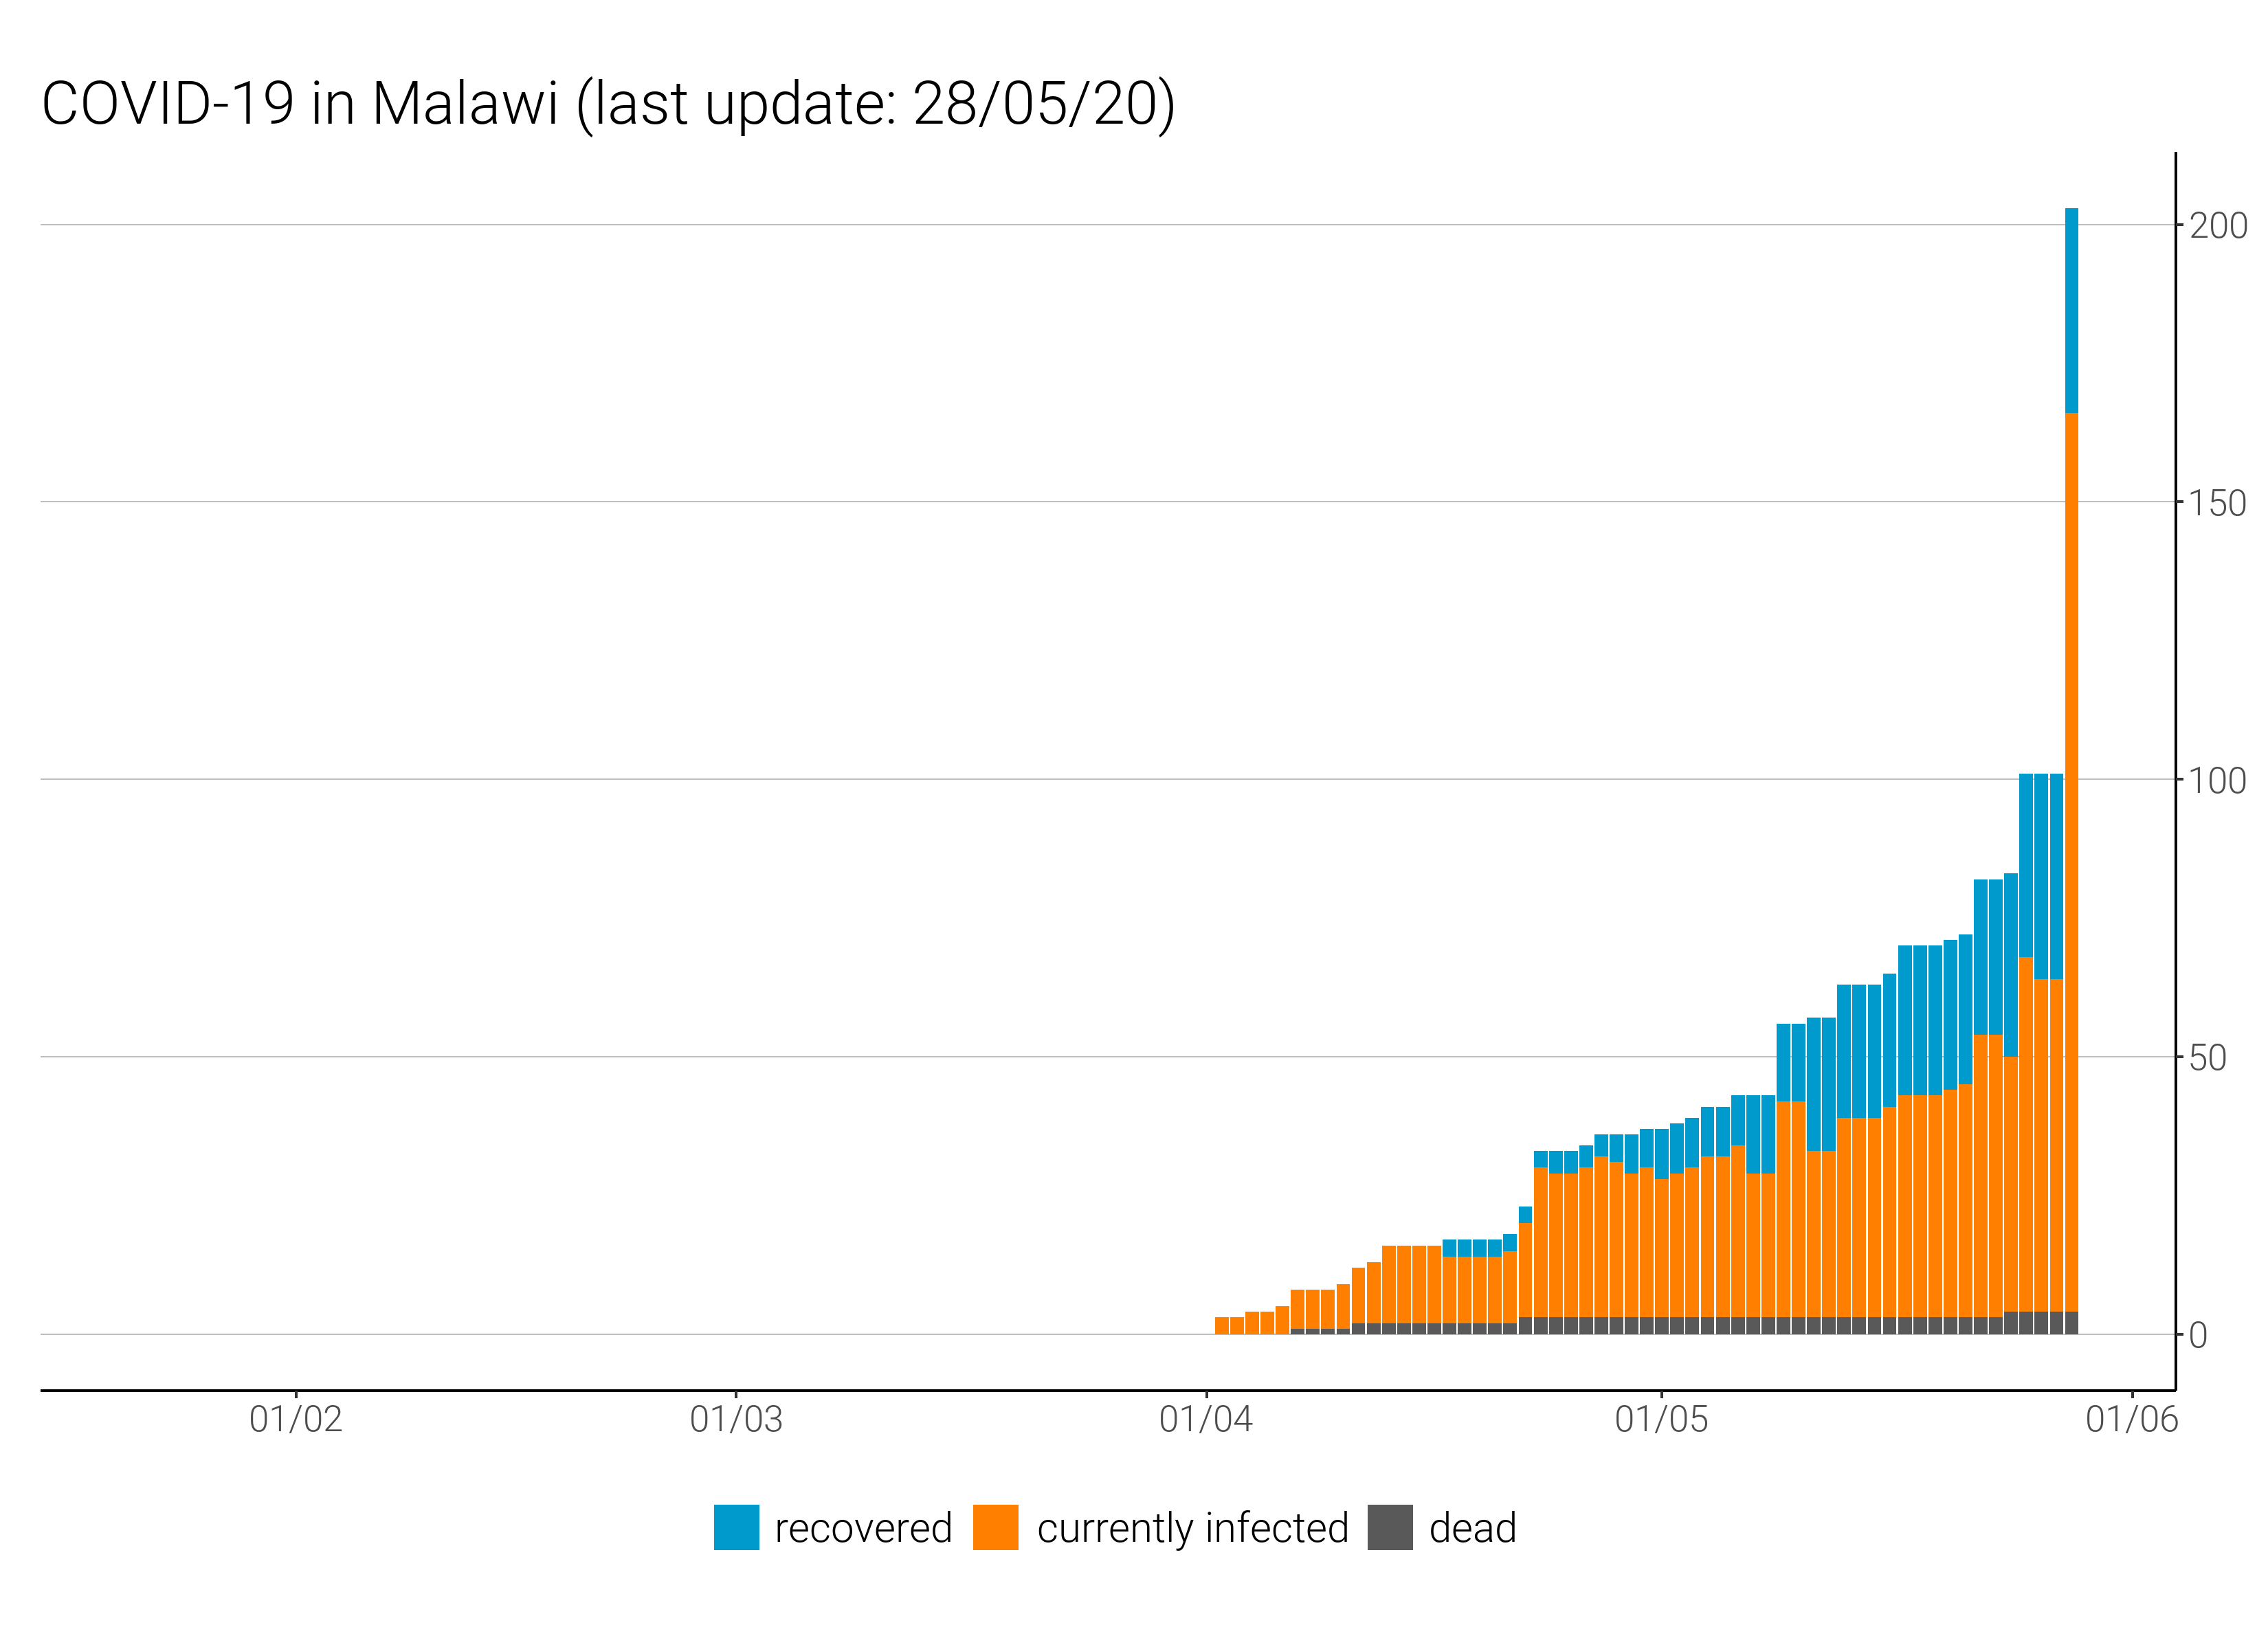 COVID-19 in Malawi (last update: 28/05/20)
200
150
100
50
0
01/02 01/03 01/04 01/05 01/06
recovered currently infected dead